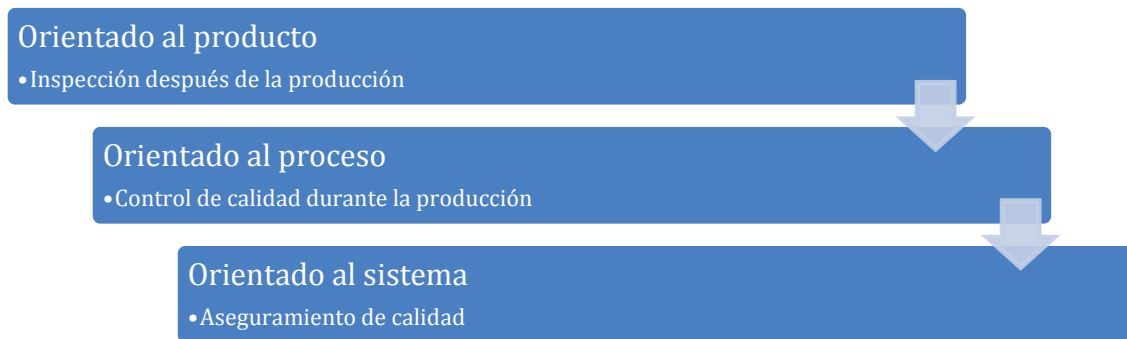 Orientado al producto
•Inspección después de la producción
Orientado al proceso
•Control de calidad durante la producción
Orientado al sistema
•Aseguramiento de calidad